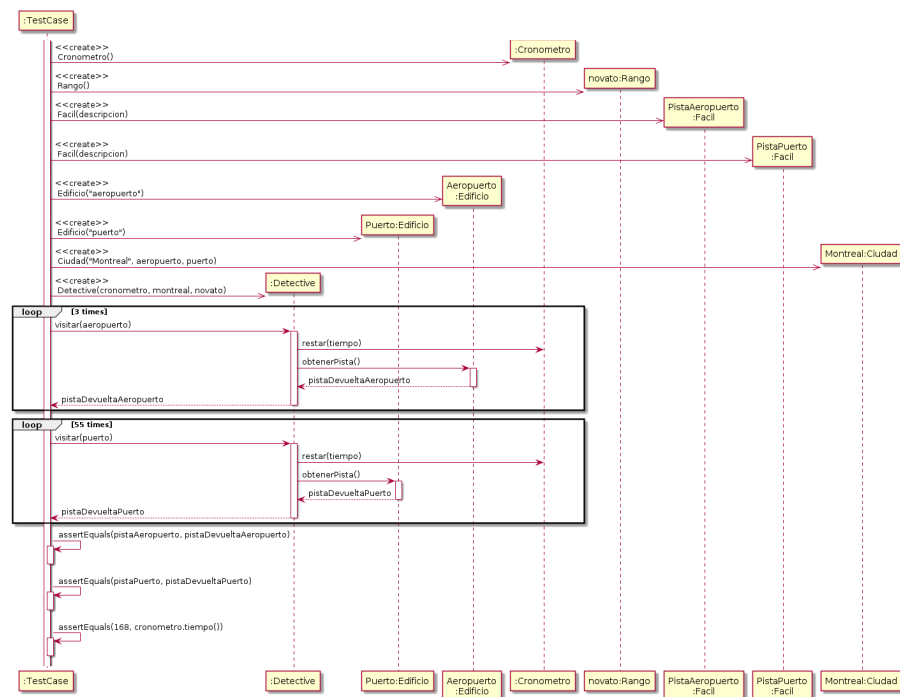 :TestCase
<<create>>
Cronometro()
:Cronometro
<<create>>
Rango()
novato:Rango
<<create>>
Facil(descripcion)
PistaAeropuerto
:Facil
<<create>>
Facil(descripcion)
PistaPuerto
:Facil
<<create>>
Edificio("aeropuerto")
Aeropuerto
:Edificio
<<create>>
Edificio("puerto")
Puerto:Edificio
<<create>>
Ciudad("Montreal", aeropuerto, puerto)
Montreal:Ciudad
<<create>>
Detective(cronometro, montreal, novato)
:Detective
loop [3 times]
visitar(aeropuerto)
restar(tiempo)
obtenerPista()
pistaDevueltaAeropuerto
pistaDevueltaAeropuerto
loop [55 times]
visitar(puerto)
restar(tiempo)
obtenerPista()
pistaDevueltaPuerto
pistaDevueltaPuerto
assertEquals(pistaAeropuerto, pistaDevueltaAeropuerto)
assertEquals(pistaPuerto, pistaDevueltaPuerto)
assertEquals(168, cronometro.tiempo())
:TestCase
:Detective
Puerto:Edificio
Aeropuerto
:Edificio
:Cronometro
novato:Rango
PistaAeropuerto
:Facil
PistaPuerto
:Facil
Montreal:Ciudad